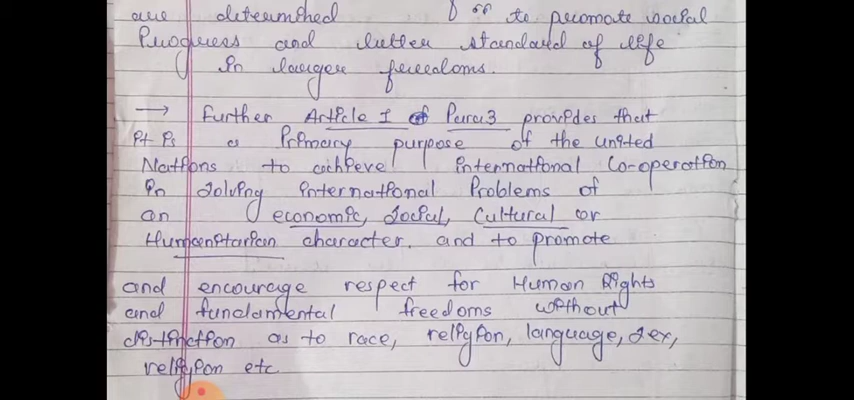 are determined & or to promote social
Progress and better standard of life
in larger freedoms.
→ Further Article 1 of Para 3 provides that
it is a Primary purpose of the united
Nations to achieve international Co-operation
in solving international Problems of
an economic, social, cultural or
Humanitarian character. and to promote
and encourage respect for Human Rights
and fundamental freedoms without
distinction as to race, religion, language, sex,
religion etc.